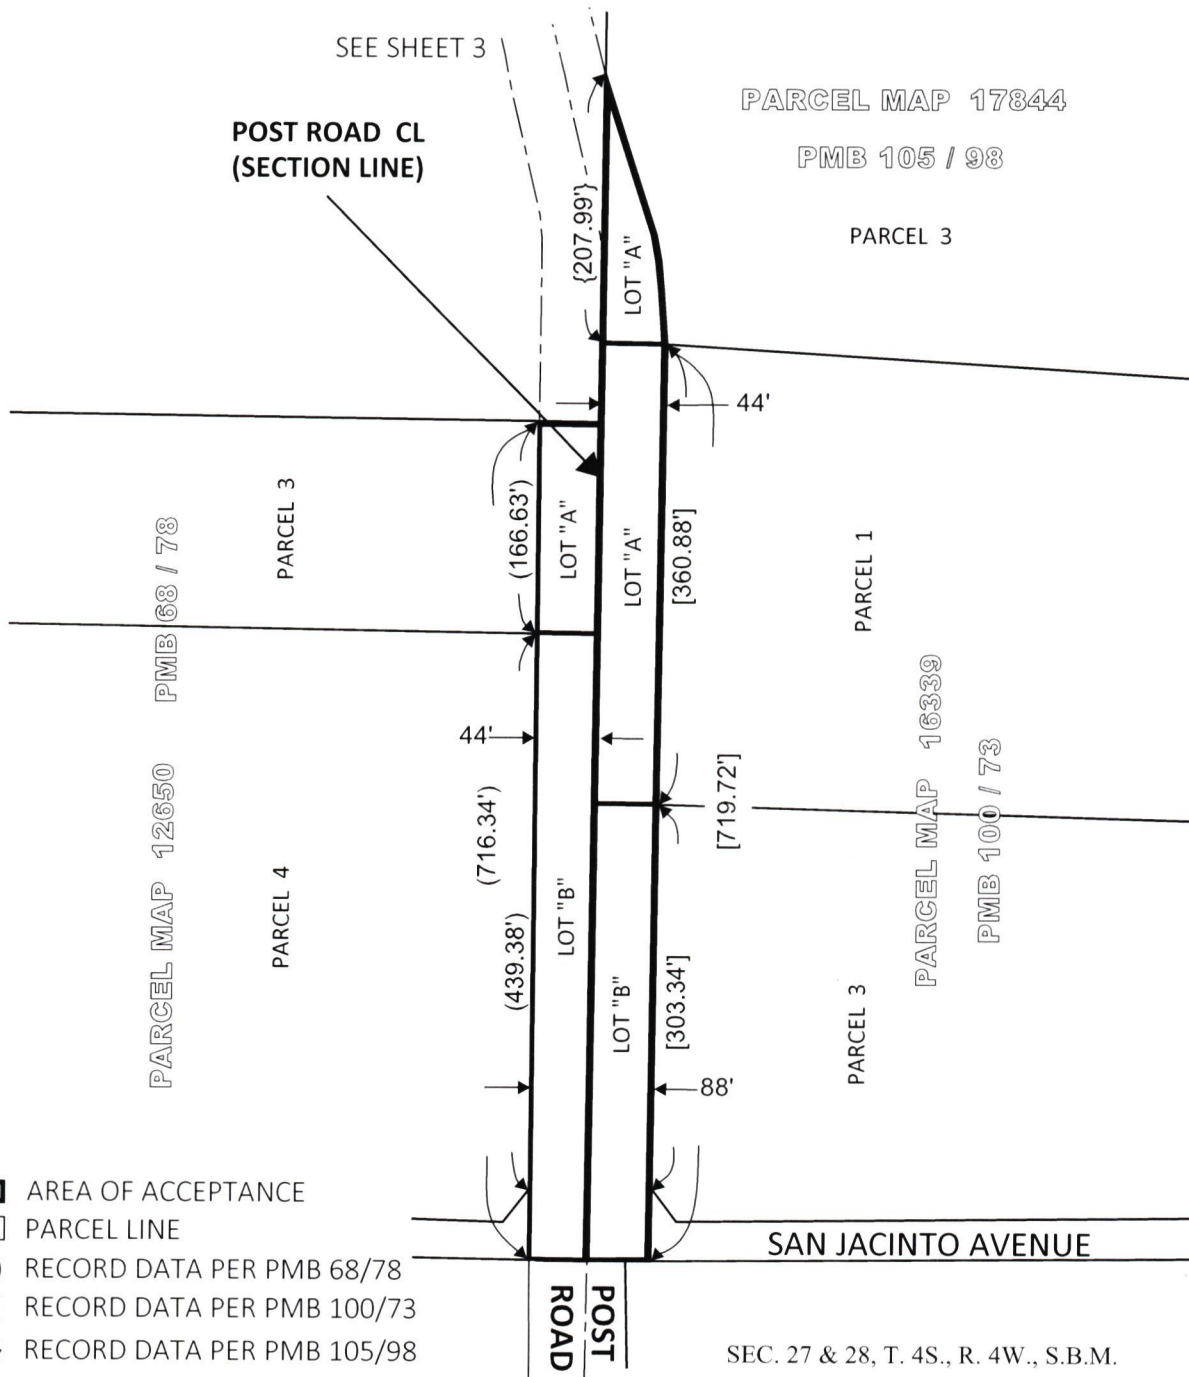 SEE SHEET 3
POST ROAD CL
(SECTION LINE)
PARCEL MAP 17844
PMB 105 / 98
PARCEL 3
{207.99'}
LOT "A"
44'
PARCEL 3
(166.63')
LOT "A"
LOT "A"
[360.88']
PARCEL 1
PARCEL MAP 12650 PMB 68 / 78
44'
(716.34')
[719.72']
PARCEL MAP 16339
PMB 100 / 73
PARCEL 4
(439.38')
LOT "B"
LOT "B"
[303.34']
PARCEL 3
88'
AREA OF ACCEPTANCE
PARCEL LINE
) RECORD DATA PER PMB 68/78
RECORD DATA PER PMB 100/73
RECORD DATA PER PMB 105/98
SAN JACINTO AVENUE
POST
ROAD
SEC. 27 & 28, T. 4S., R. 4W., S.B.M.